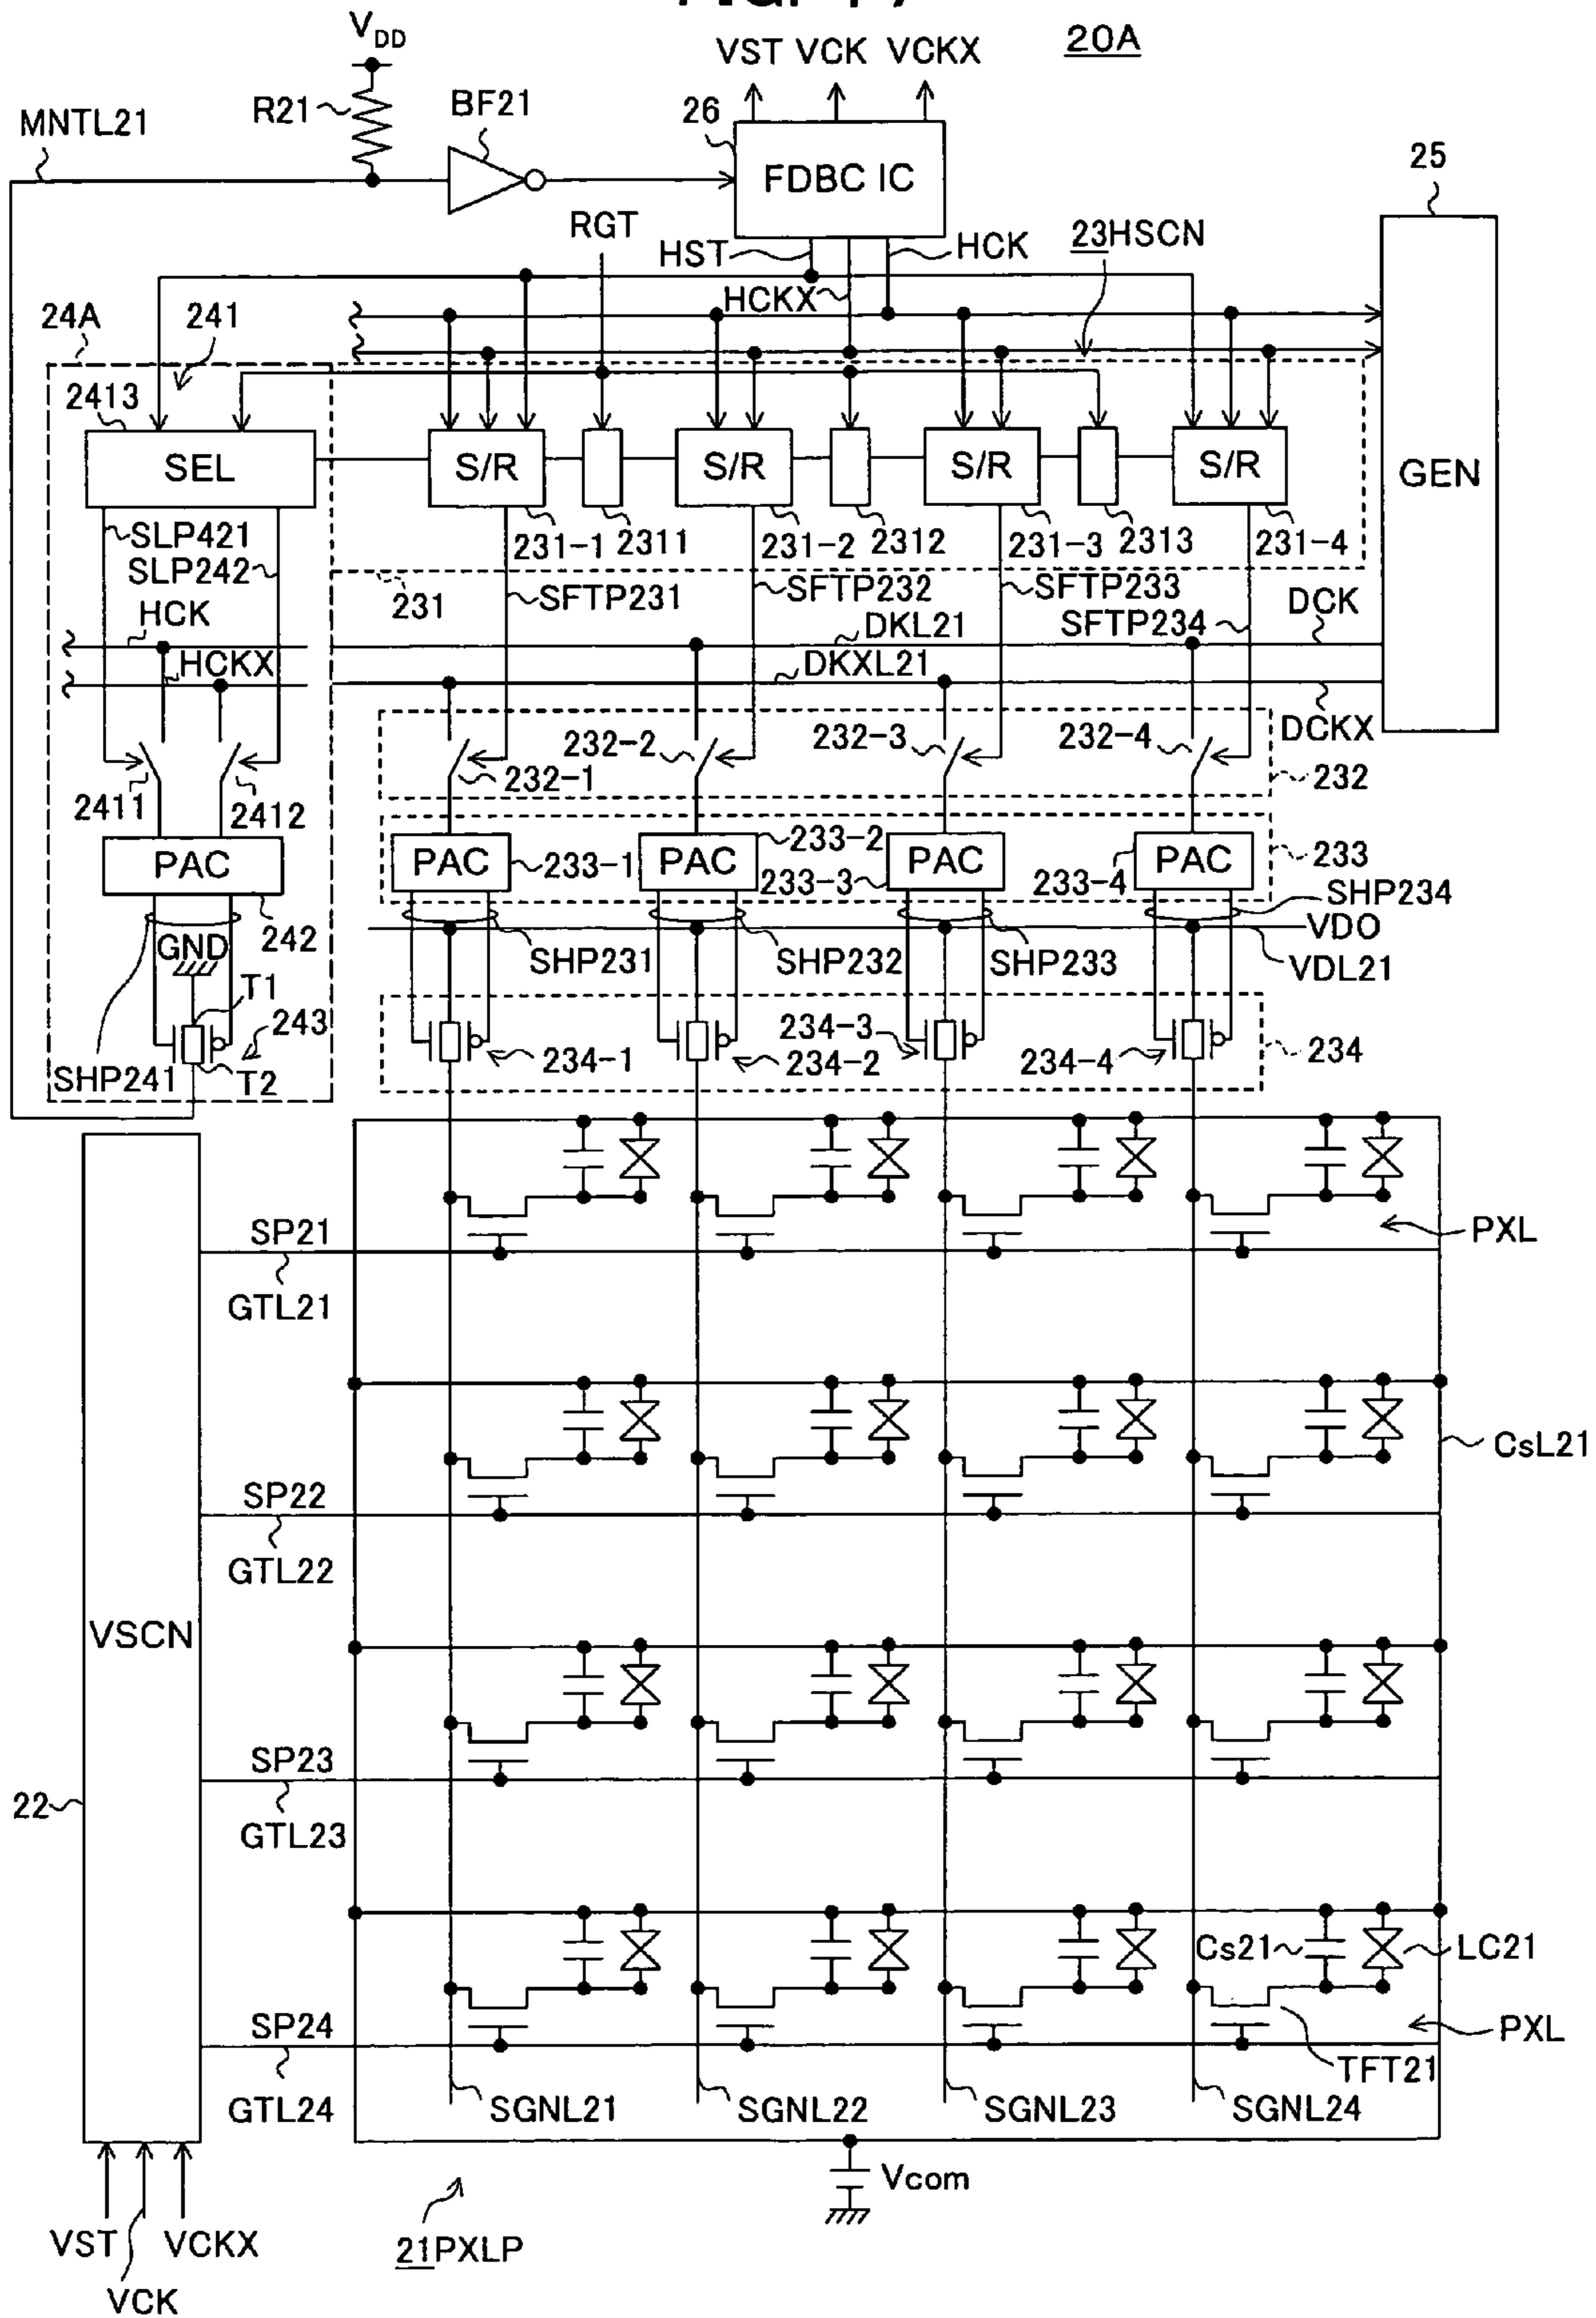 20A
VDD
VST VCK VCKX
MNTL21
R21
BF21
26
FDBC IC
25
RGT
HST
HCK
23HSCN
HCKX
24A
241
2413
SEL
S/R
S/R
S/R
S/R
GEN
SLP421
231-1
2311
231-2
2312
231-3
2313
231-4
SLP242
231
SFTP231
SFTP232
SFTP233
DCK
HCK
DKL21
SFTP234
HCKX
DKXL21
DCKX
232-1
232-2
232-3
232-4
232
2411
2412
PAC
PAC
233-1
PAC
233-2
PAC
233-3
PAC
233-4
233
SHP234
242
GND
VDO
SHP231
SHP232
SHP233
VDL21
T1
243
234-1
234-2
234-3
234-4
234
SHP241
T2
SP21
PXL
GTL21
CsL21
SP22
GTL22
VSCN
SP23
22
GTL23
Cs21
LC21
SP24
PXL
TFT21
GTL24
SGNL21
SGNL22
SGNL23
SGNL24
Vcom
VST
VCKX
21PXLP
VCK